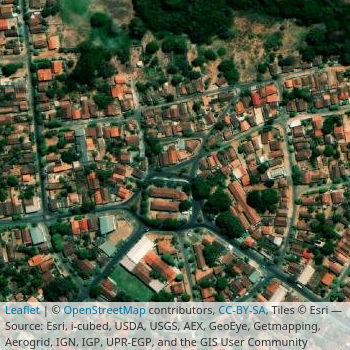 Leaflet | © OpenStreetMap contributors, CC-BY-SA, Tiles © Esri —
Source: Esri, i-cubed, USDA, USGS, AEX, GeoEye, Getmapping,
Aerogrid, IGN, IGP, UPR-EGP, and the GIS User Community